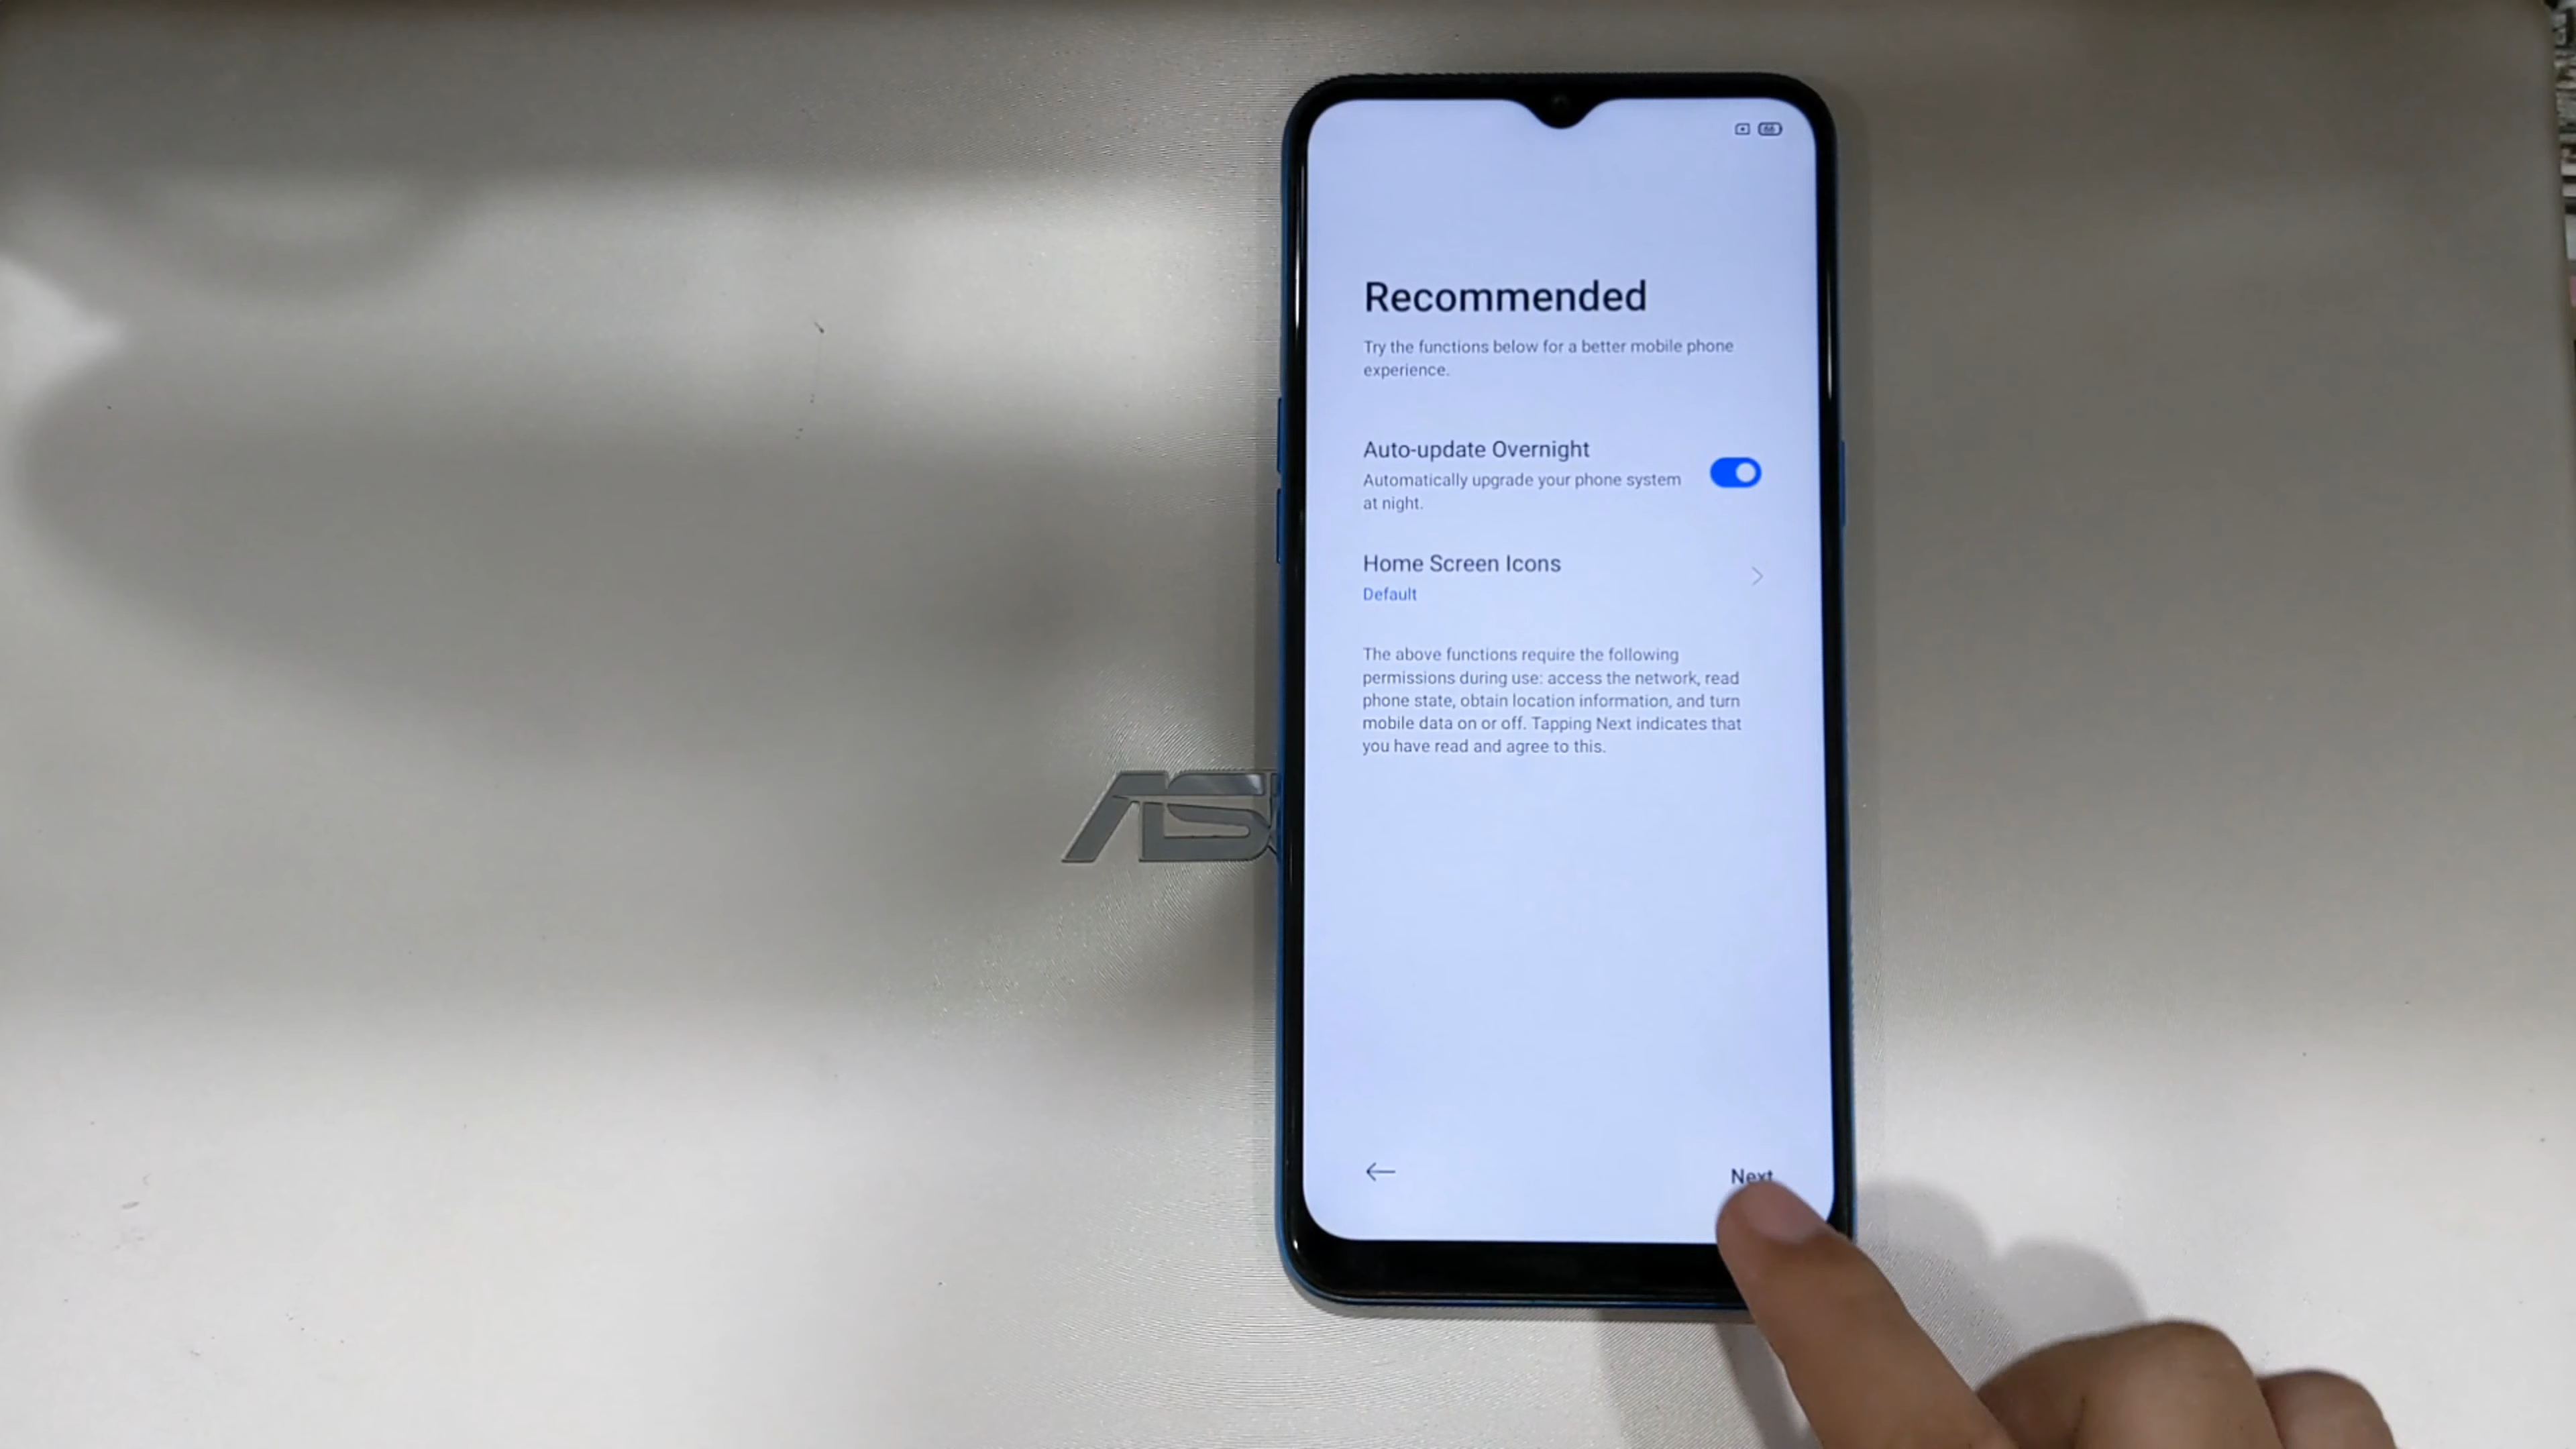 Recommended
Try the functions below for a better mobile phone
experience.
Auto-update Overnight
Automatically upgrade your phone system
at night.
Home Screen Icons
Default
The above functions require the following
permissions during use: access the network, read
phone state, obtain location information, and turn
mobile data on or off. Tapping Next indicates that
you have read and agree to this.
Next